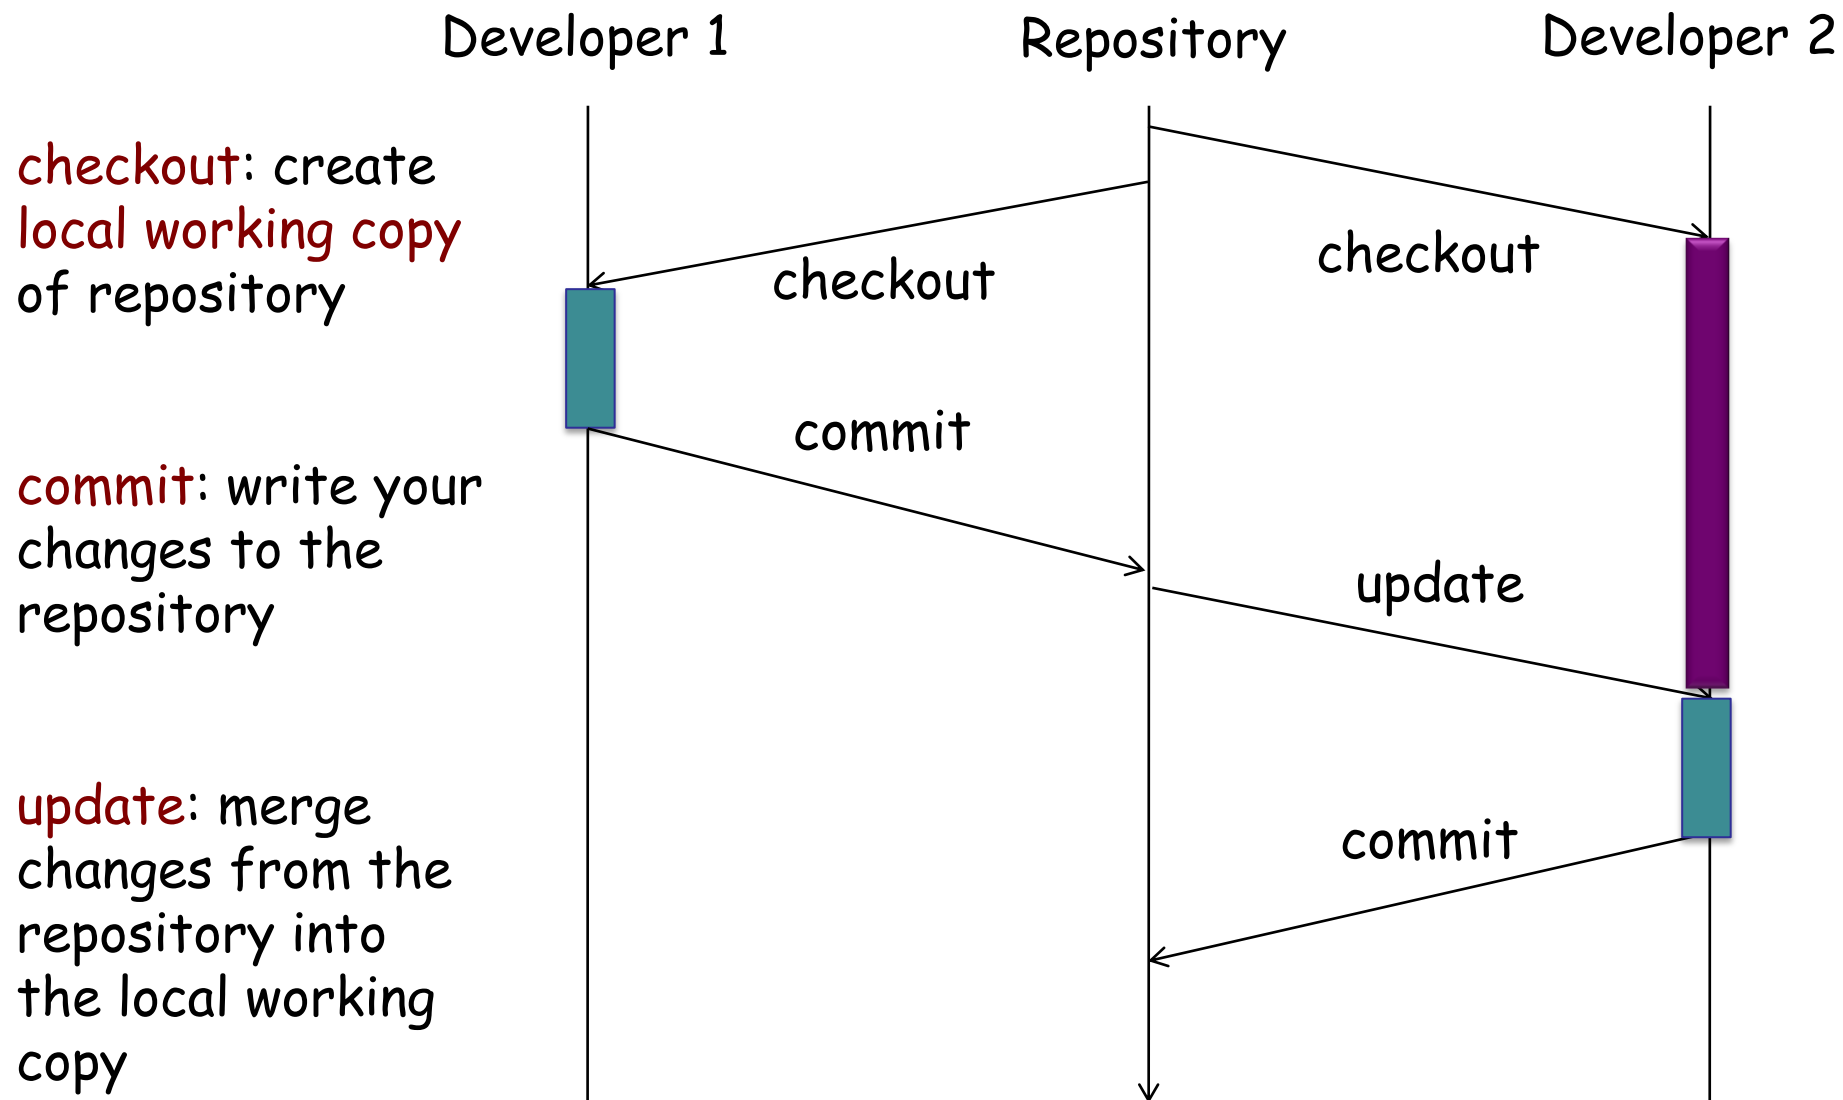 Developer 1
Repository
Developer 2
checkout: create
local working copy
of repository
checkout
checkout
commit
commit: write your
changes to the
repository
update
update: merge
changes from the
repository into
the local working
copy
commit